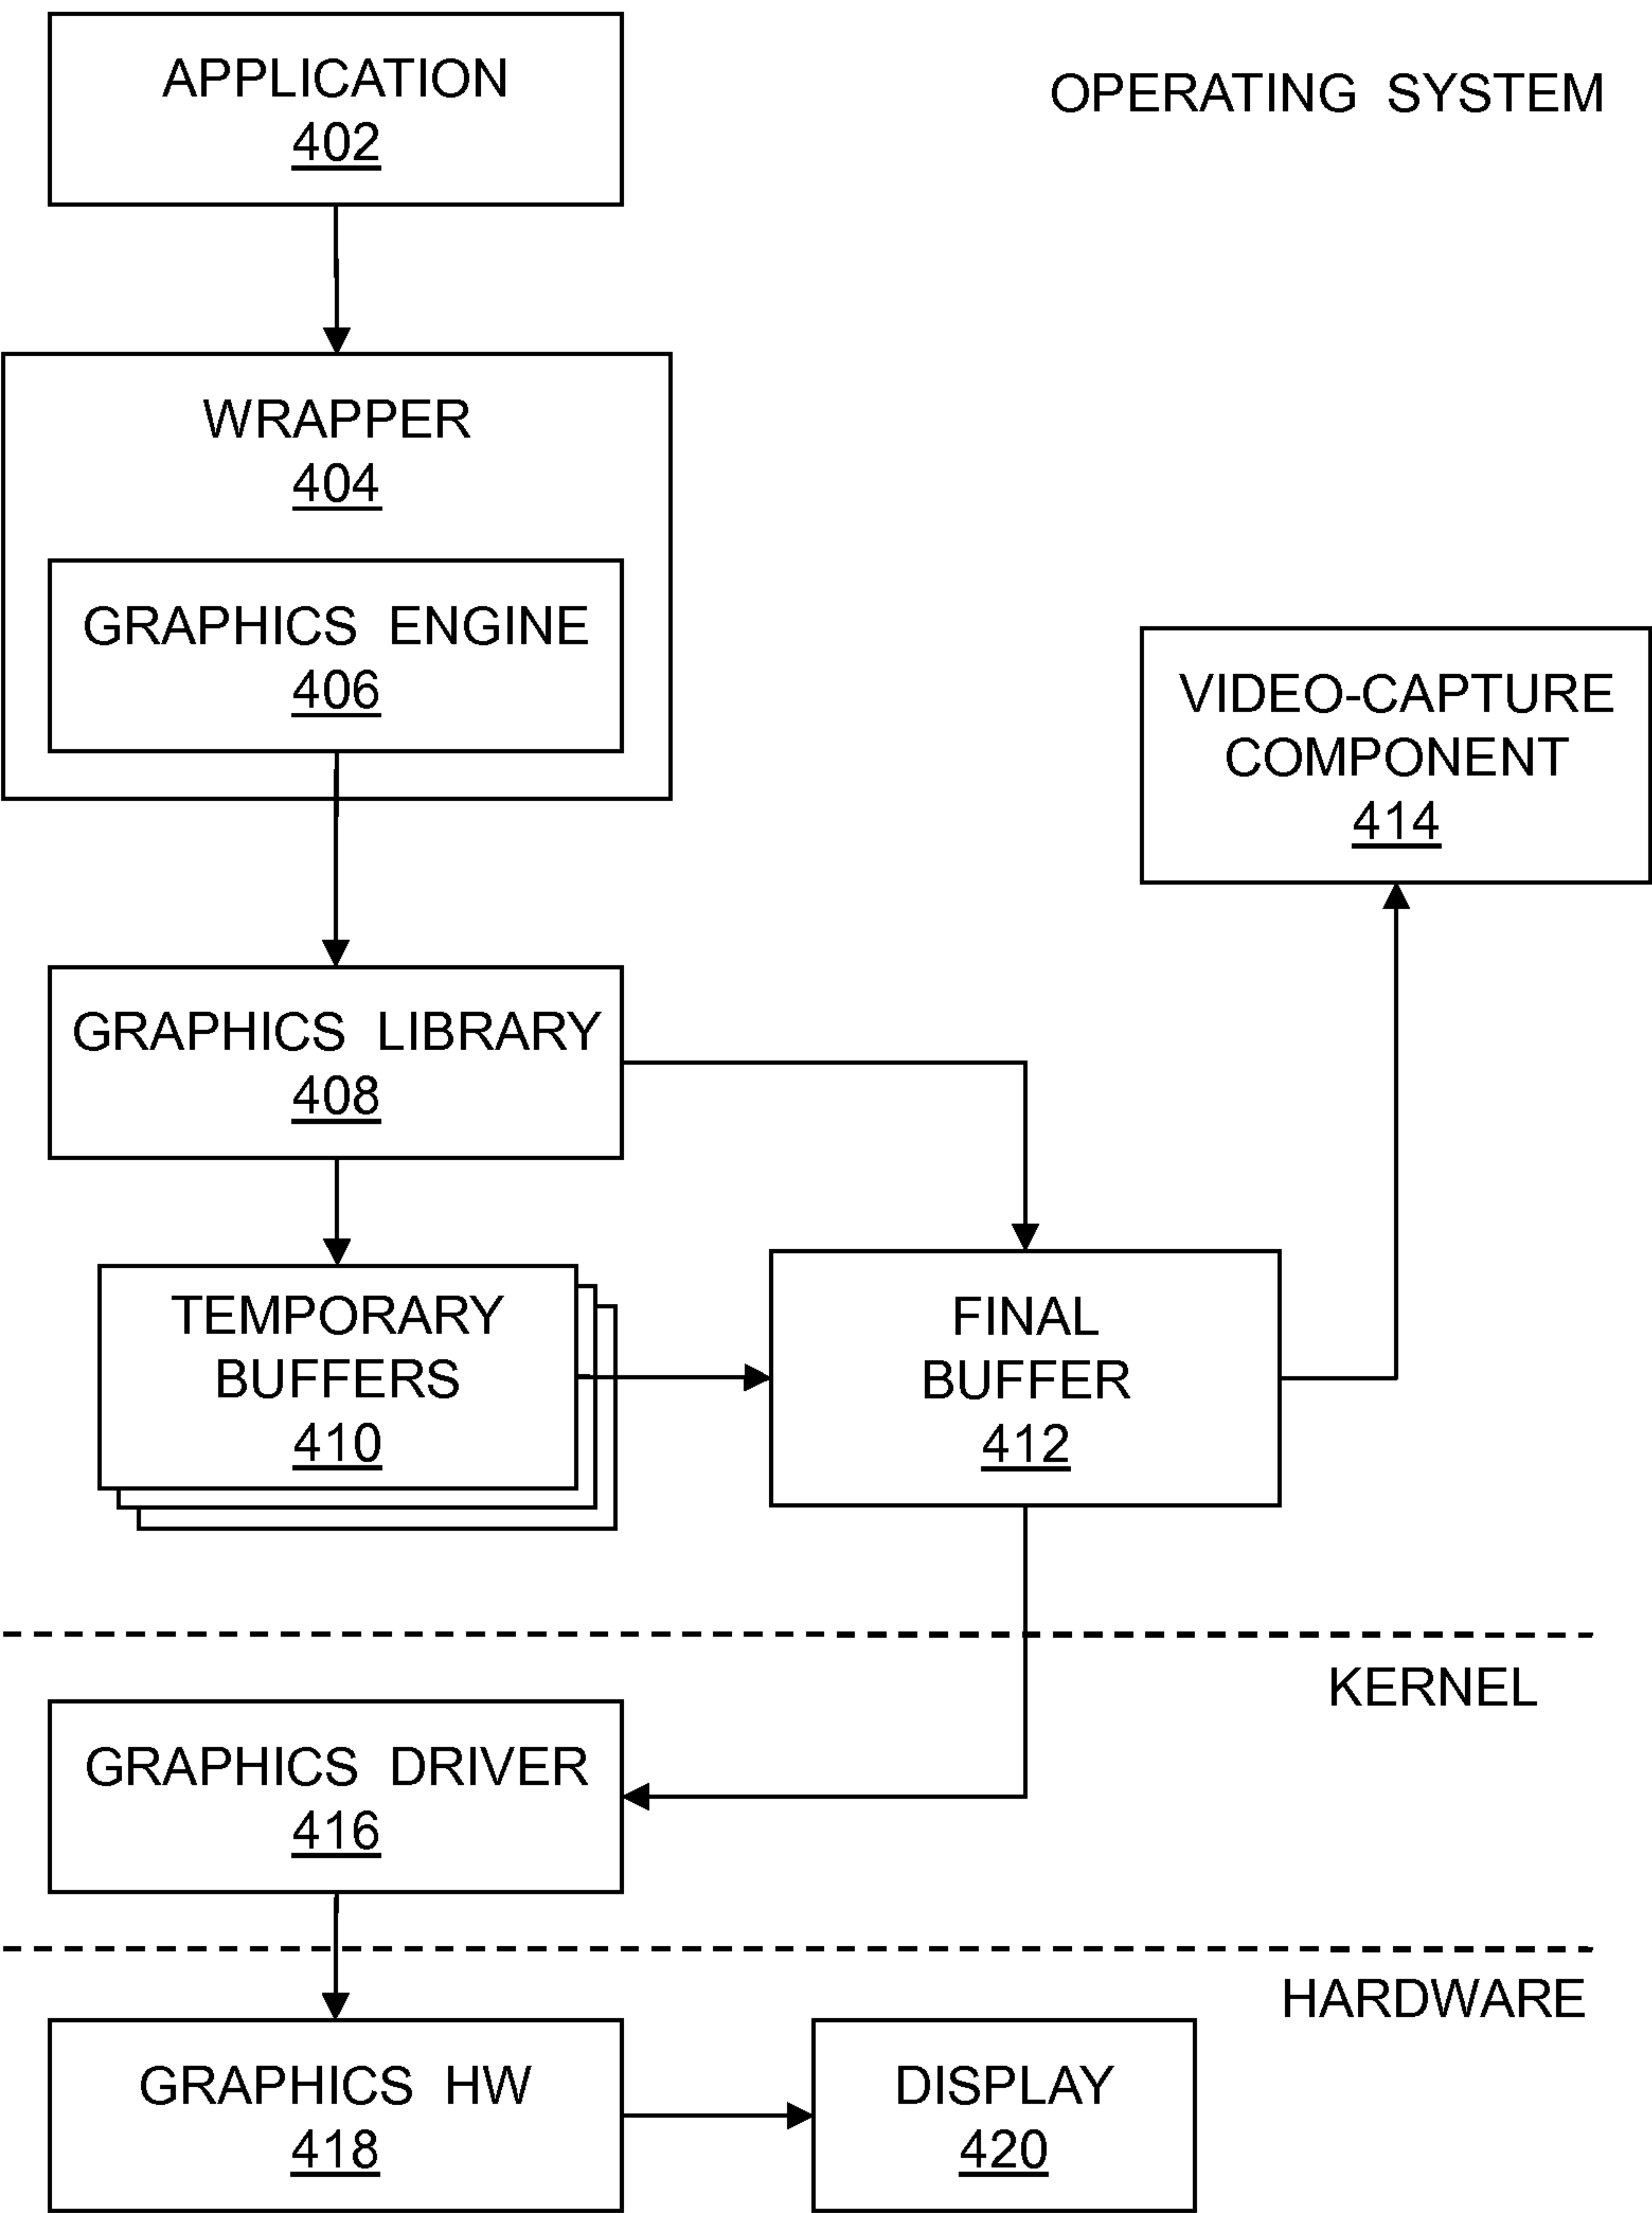 APPLICATION
402
OPERATING SYSTEM
WRAPPER
404
GRAPHICS ENGINE
406
VIDEO-CAPTURE
COMPONENT
414
GRAPHICS LIBRARY
408
TEMPORARY
BUFFERS
410
FINAL
BUFFER
412
KERNEL
GRAPHICS DRIVER
416
HARDWARE
GRAPHICS HW
418
DISPLAY
420